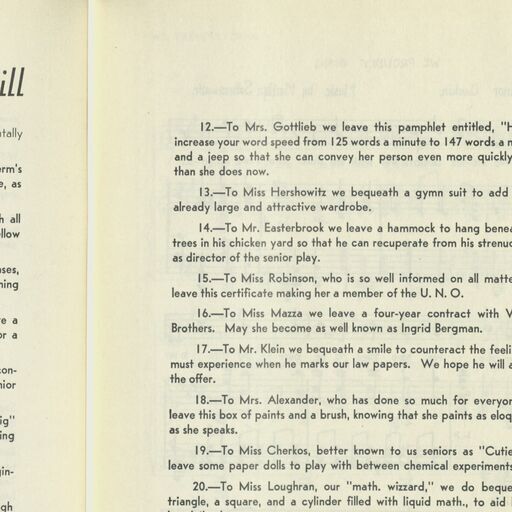 ill
tally
erm's
e, as
h all
llow
ses,
ning
e a
or a
con-
nior
ig"
ing
gin-
gh
12.—To Mrs. Gottlieb we leave this pamphlet entitled, "H
increase your word speed from 125 words a minute to 147 words a m
and a jeep so that she can convey her person even more quickly
than she does now.
13.—To Miss Hershowitz we bequeath a gymn suit to add
already large and attractive wardrobe.
14.—To Mr. Easterbrook we leave a hammock to hang benea
trees in his chicken yard so that he can recuperate from his strenuo
as director of the senior play.
15.—To Miss Robinson, who is so well informed on all matte
leave this certificate making her a member of the U. N. O.
16.—To Miss Mazza we leave a four-year contract with W
Brothers. May she become as well known as Ingrid Bergman.
17.—To Mr. Klein we bequeath a smile to counteract the feeli
must experience when he marks our law papers. We hope he will a
the offer.
18.—To Mrs. Alexander, who has done so much for everyon
leave this box of paints and a brush, knowing that she paints as eloq
as she speaks.
19.—To Miss Cherkos, better known to us seniors as "Cutie
leave some paper dolls to play with between chemical experiments
20.—To Miss Loughran, our "math. wizzard," we do beque
triangle, a square, and a cylinder filled with liquid math., to aid i